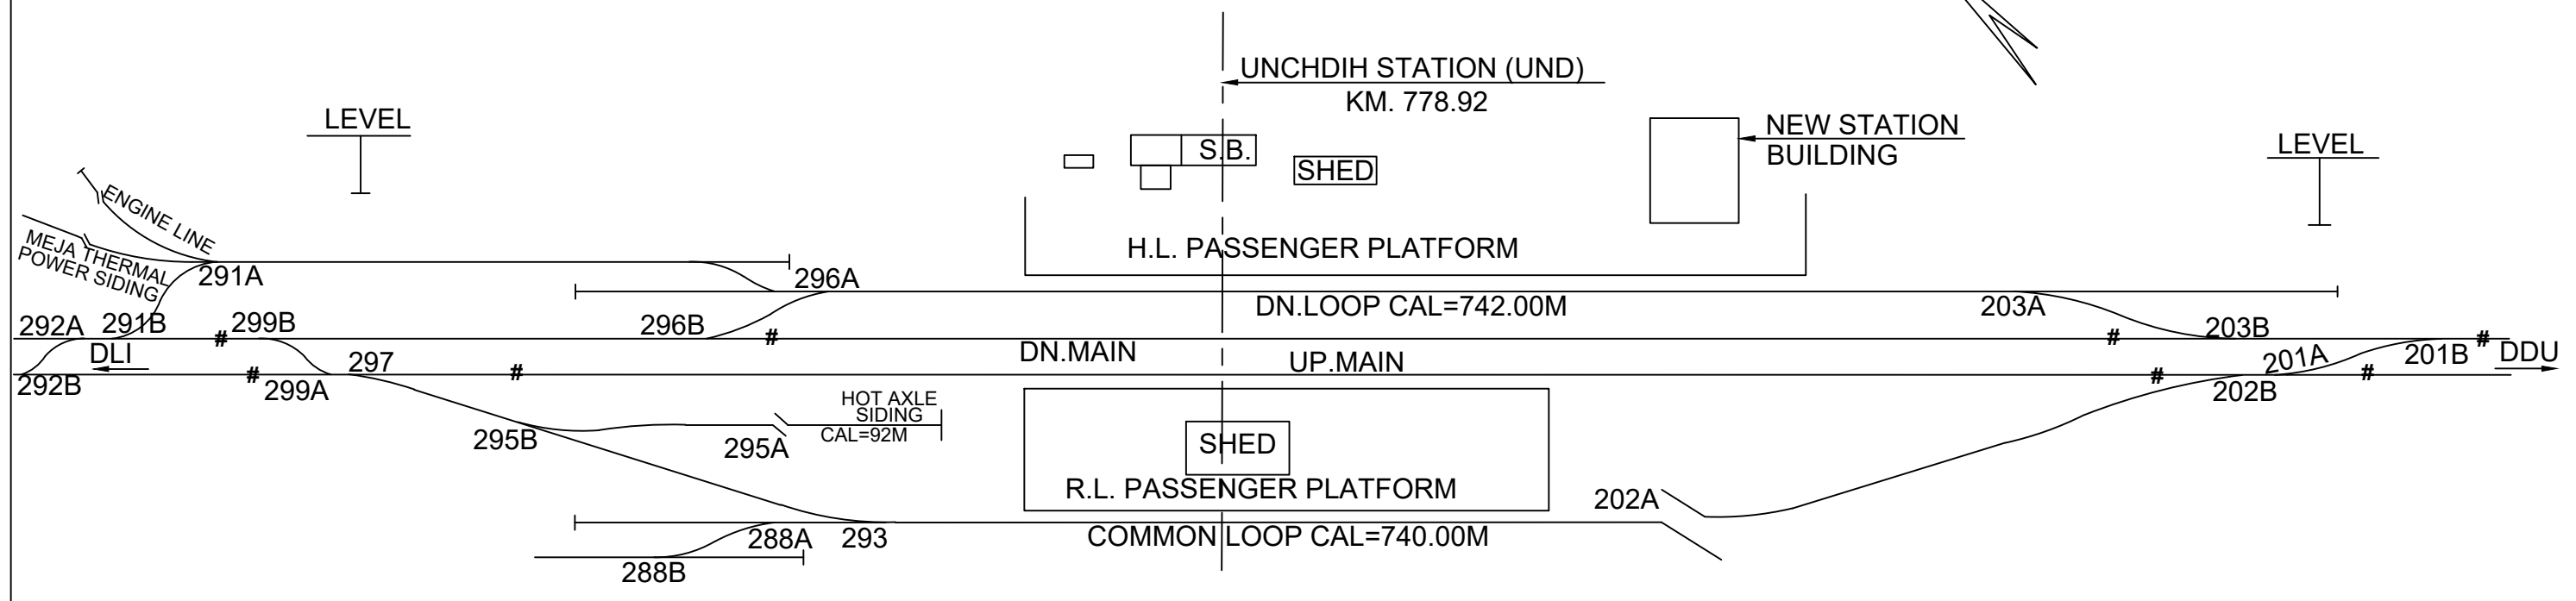 UNCHDIH STATION (UND)
KM. 778.92
LEVEL
NEW STATION
BUILDING
LEVEL
S.B.
SHED
ENGINE LINE
MEJA THERMAL
POWER SIDING
H.L. PASSENGER PLATFORM
291A
296A
DN.LOOP CAL=742.00M
203A
292A
291B
#
299B
296B
#
#
203B
#
DLI
297
DN.MAIN
UP.MAIN
201A
201B
DDU
292B
#
299A
#
#
202B
#
HOT AXLE
SIDING
CAL=92M
295B
295A
SHED
R.L. PASSENGER PLATFORM
202A
288A
293
COMMON LOOP CAL=740.00M
288B